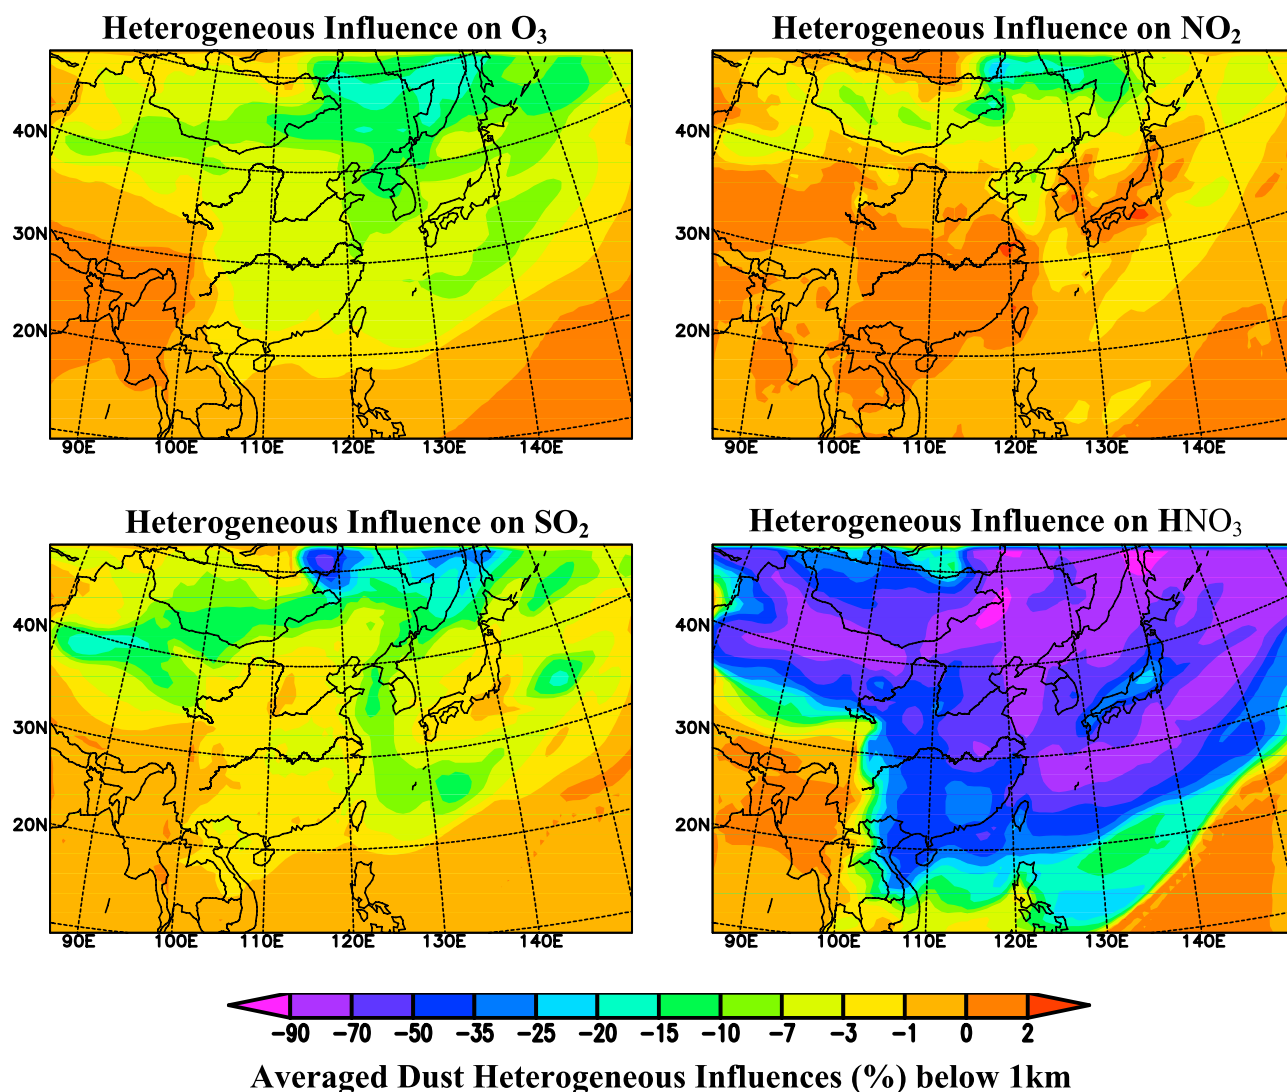 Heterogeneous Influence on O₃
Heterogeneous Influence on NO₂
40N
30N
20N
90E 100E 110E 120E 130E 140E
40N
30N
20N
90E 100E 110E 120E 130E 140E
Heterogeneous Influence on SO₂
Heterogeneous Influence on HNO₃
40N
30N
20N
90E 100E 110E 120E 130E 140E
40N
30N
20N
90E 100E 110E 120E 130E 140E
−90 −70 −50 −35 −25 −20 −15 −10 −7 −3 −1 0 2
Averaged Dust Heterogeneous Influences (%) below 1km